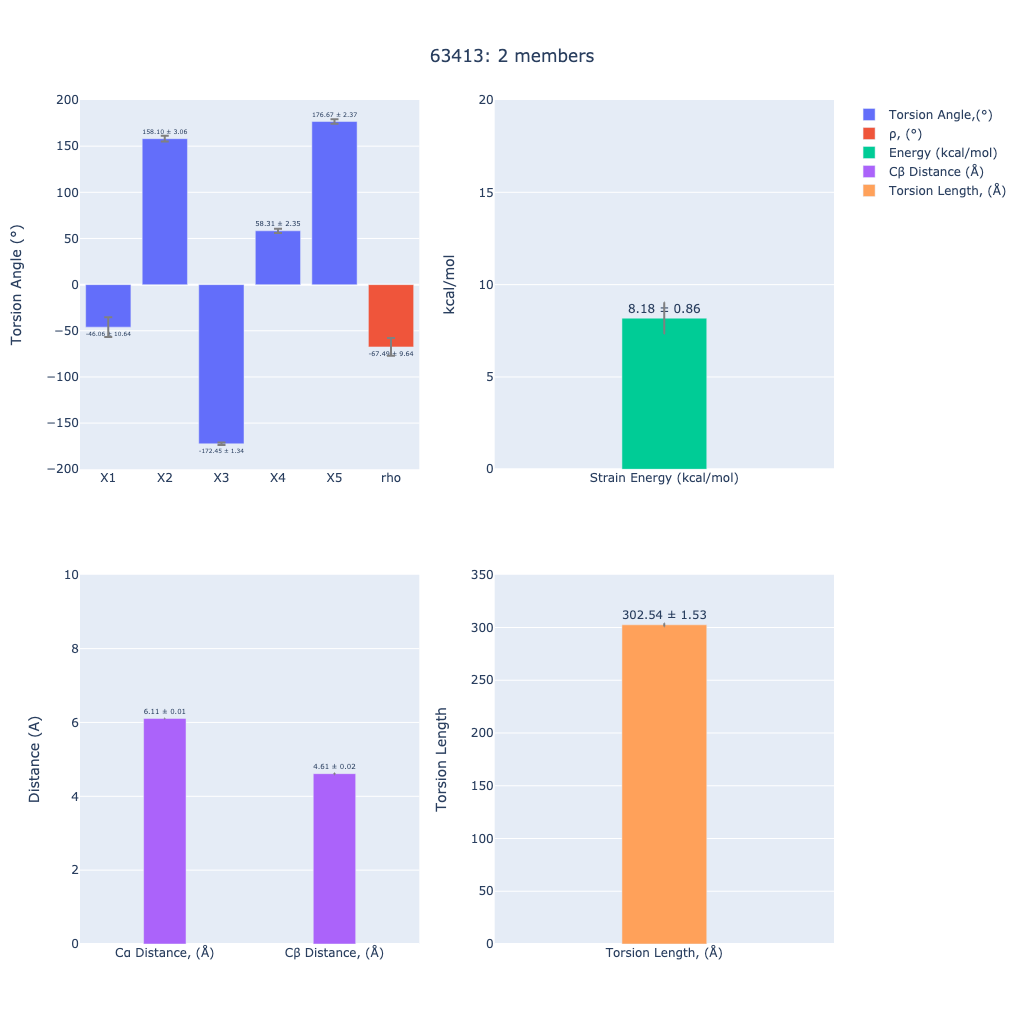 63413: 2 members
Torsion Angle (°)
200
150
100
50
0
−50
−100
−150
−200
-46.06 ± 10.64
158.10 ± 3.06
-172.45 ± 1.34
58.31 ± 2.35
176.67 ± 2.37
-67.49 ± 9.64
X1 X2 X3 X4 X5 rho
kcal/mol
20
15
10
5
0
8.18 ± 0.86
Strain Energy (kcal/mol)
Torsion Angle,(°)
ρ, (°)
Energy (kcal/mol)
Cβ Distance (Å)
Torsion Length, (Å)
Distance (A)
10
8
6
4
2
0
6.11 ± 0.01
4.61 ± 0.02
Cα Distance, (Å) Cβ Distance, (Å)
Torsion Length
350
300
250
200
150
100
50
0
302.54 ± 1.53
Torsion Length, (Å)